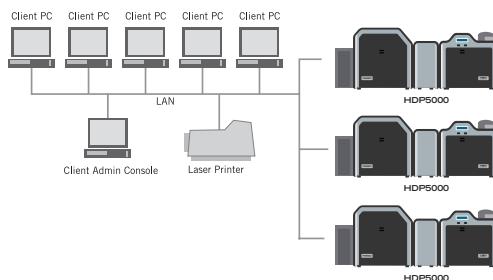 Client PC Client PC Client PC Client PC Client PC
LAN
Client Admin Console
Laser Printer
HDP5000
HDP5000
HDP5000